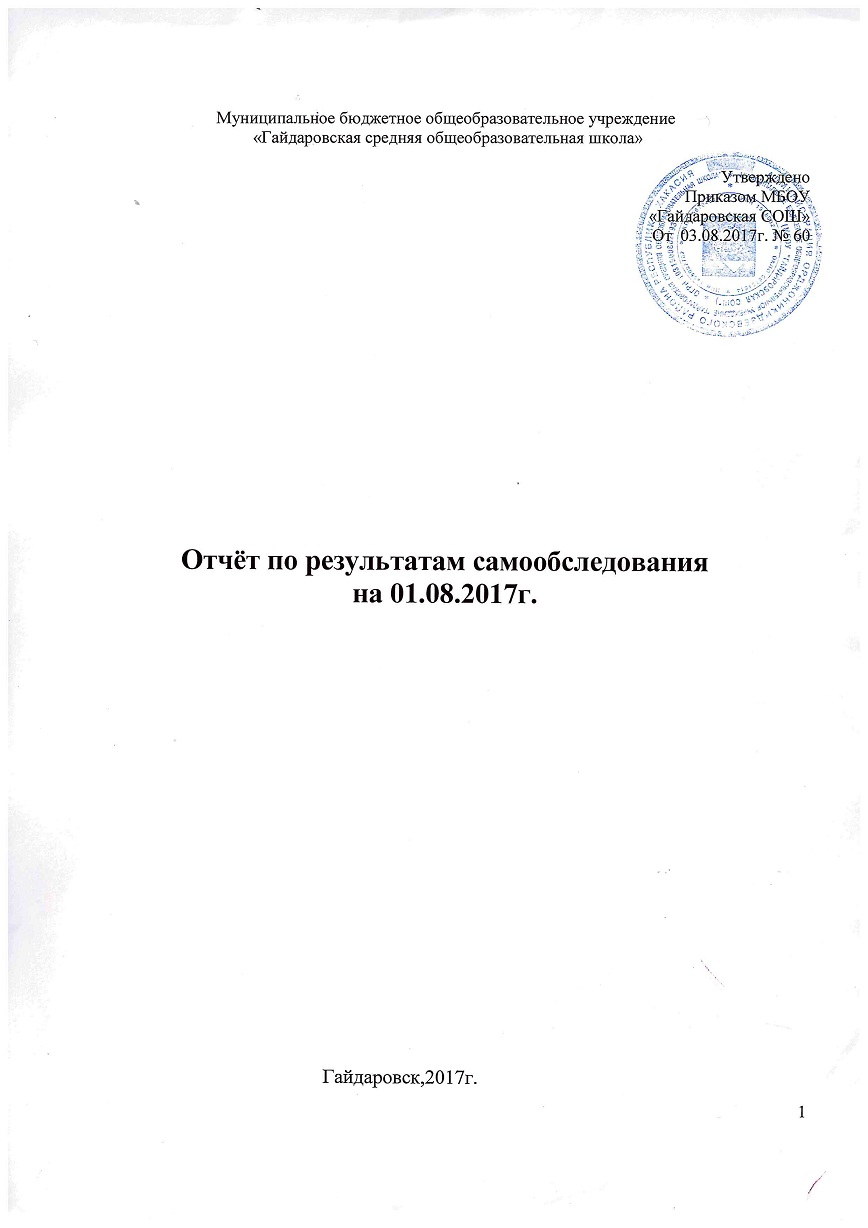 Муниципальное бюджетное общеобразовательное учреждение
«Гайдаровская средняя общеобразовательная школа»
Утверждено
Приказом МБОУ
«Гайдаровская СОШ»
От 03.08.2017г. № 60
Отчёт по результатам самообследования
на 01.08.2017г.
Гайдаровск,2017г.
1